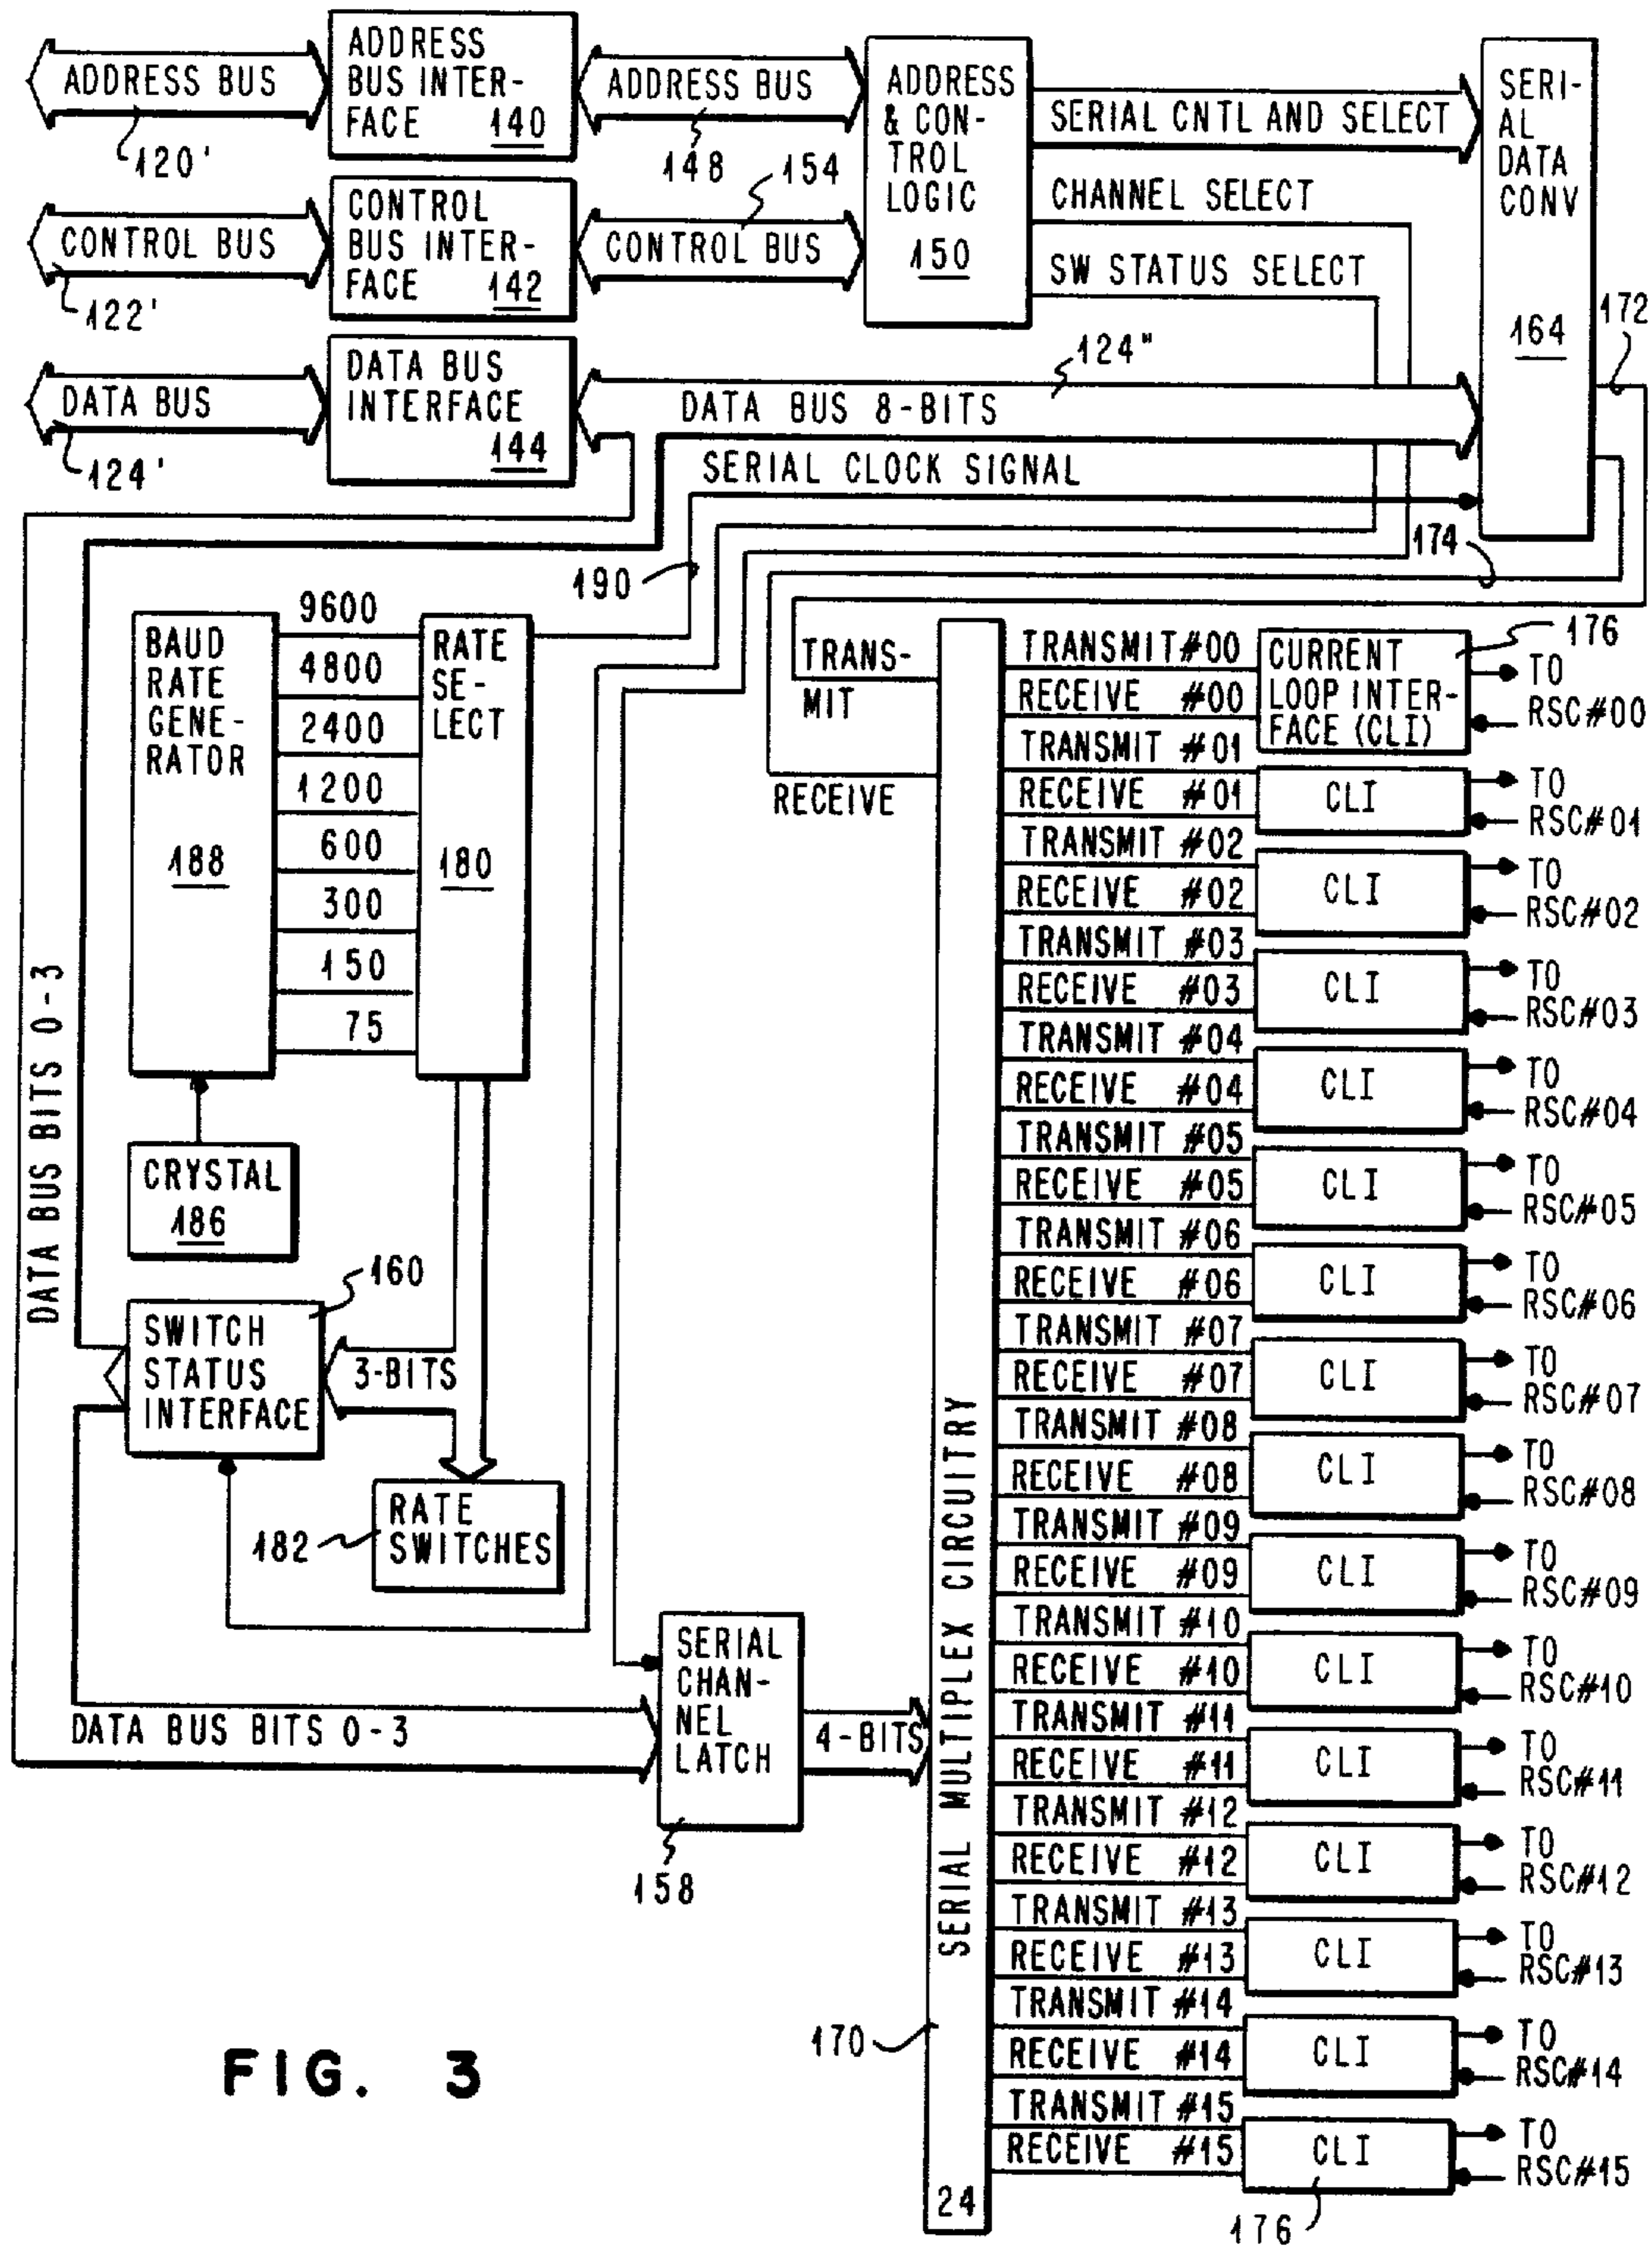 ADDRESS BUS
120'
ADDRESS
BUS INTER-
FACE 140
ADDRESS BUS
148
ADDRESS
& CON-
TROL
LOGIC
150
SERIAL CNTL AND SELECT
CHANNEL SELECT
SW STATUS SELECT
SERI-
AL
DATA
CONV
164
172
CONTROL BUS
122'
CONTROL
BUS INTER-
FACE 142
154
CONTROL BUS
DATA BUS
124'
DATA BUS
INTERFACE
144
124"
DATA BUS 8-BITS
SERIAL CLOCK SIGNAL
190
174
BAUD
RATE
GENE-
RATOR
188
9600
4800
2400
1200
600
300
150
75
RATE
SE-
LECT
180
CRYSTAL
186
DATA BUS BITS 0-3
160
SWITCH
STATUS
INTERFACE
3-BITS
182
RATE
SWITCHES
DATA BUS BITS 0-3
SERIAL
CHAN-
NEL
LATCH
158
4-BITS
TRANS-
MIT
RECEIVE
SERIAL MULTIPLEX CIRCUITRY
170
24
TRANSMIT #00
RECEIVE #00
CURRENT
LOOP INTER-
FACE (CLI)
176
TO
RSC#00
TRANSMIT #01
RECEIVE #01
CLI
TO
RSC#01
TRANSMIT #02
RECEIVE #02
CLI
TO
RSC#02
TRANSMIT #03
RECEIVE #03
CLI
TO
RSC#03
TRANSMIT #04
RECEIVE #04
CLI
TO
RSC#04
TRANSMIT #05
RECEIVE #05
CLI
TO
RSC#05
TRANSMIT #06
RECEIVE #06
CLI
TO
RSC#06
TRANSMIT #07
RECEIVE #07
CLI
TO
RSC#07
TRANSMIT #08
RECEIVE #08
CLI
TO
RSC#08
TRANSMIT #09
RECEIVE #09
CLI
TO
RSC#09
TRANSMIT #10
RECEIVE #10
CLI
TO
RSC#10
TRANSMIT #11
RECEIVE #11
CLI
TO
RSC#11
TRANSMIT #12
RECEIVE #12
CLI
TO
RSC#12
TRANSMIT #13
RECEIVE #13
CLI
TO
RSC#13
TRANSMIT #14
RECEIVE #14
CLI
TO
RSC#14
TRANSMIT #15
RECEIVE #15
CLI
TO
RSC#15
176
FIG. 3